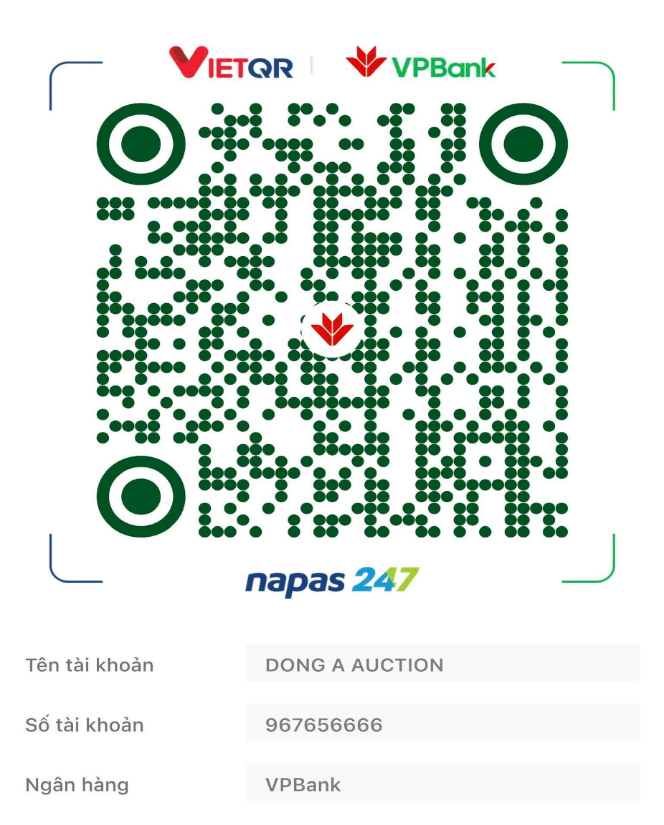 VIETQR | VPBank
napas 247
Tên tài khoản DONG A AUCTION
Số tài khoản 967656666
Ngân hàng VPBank